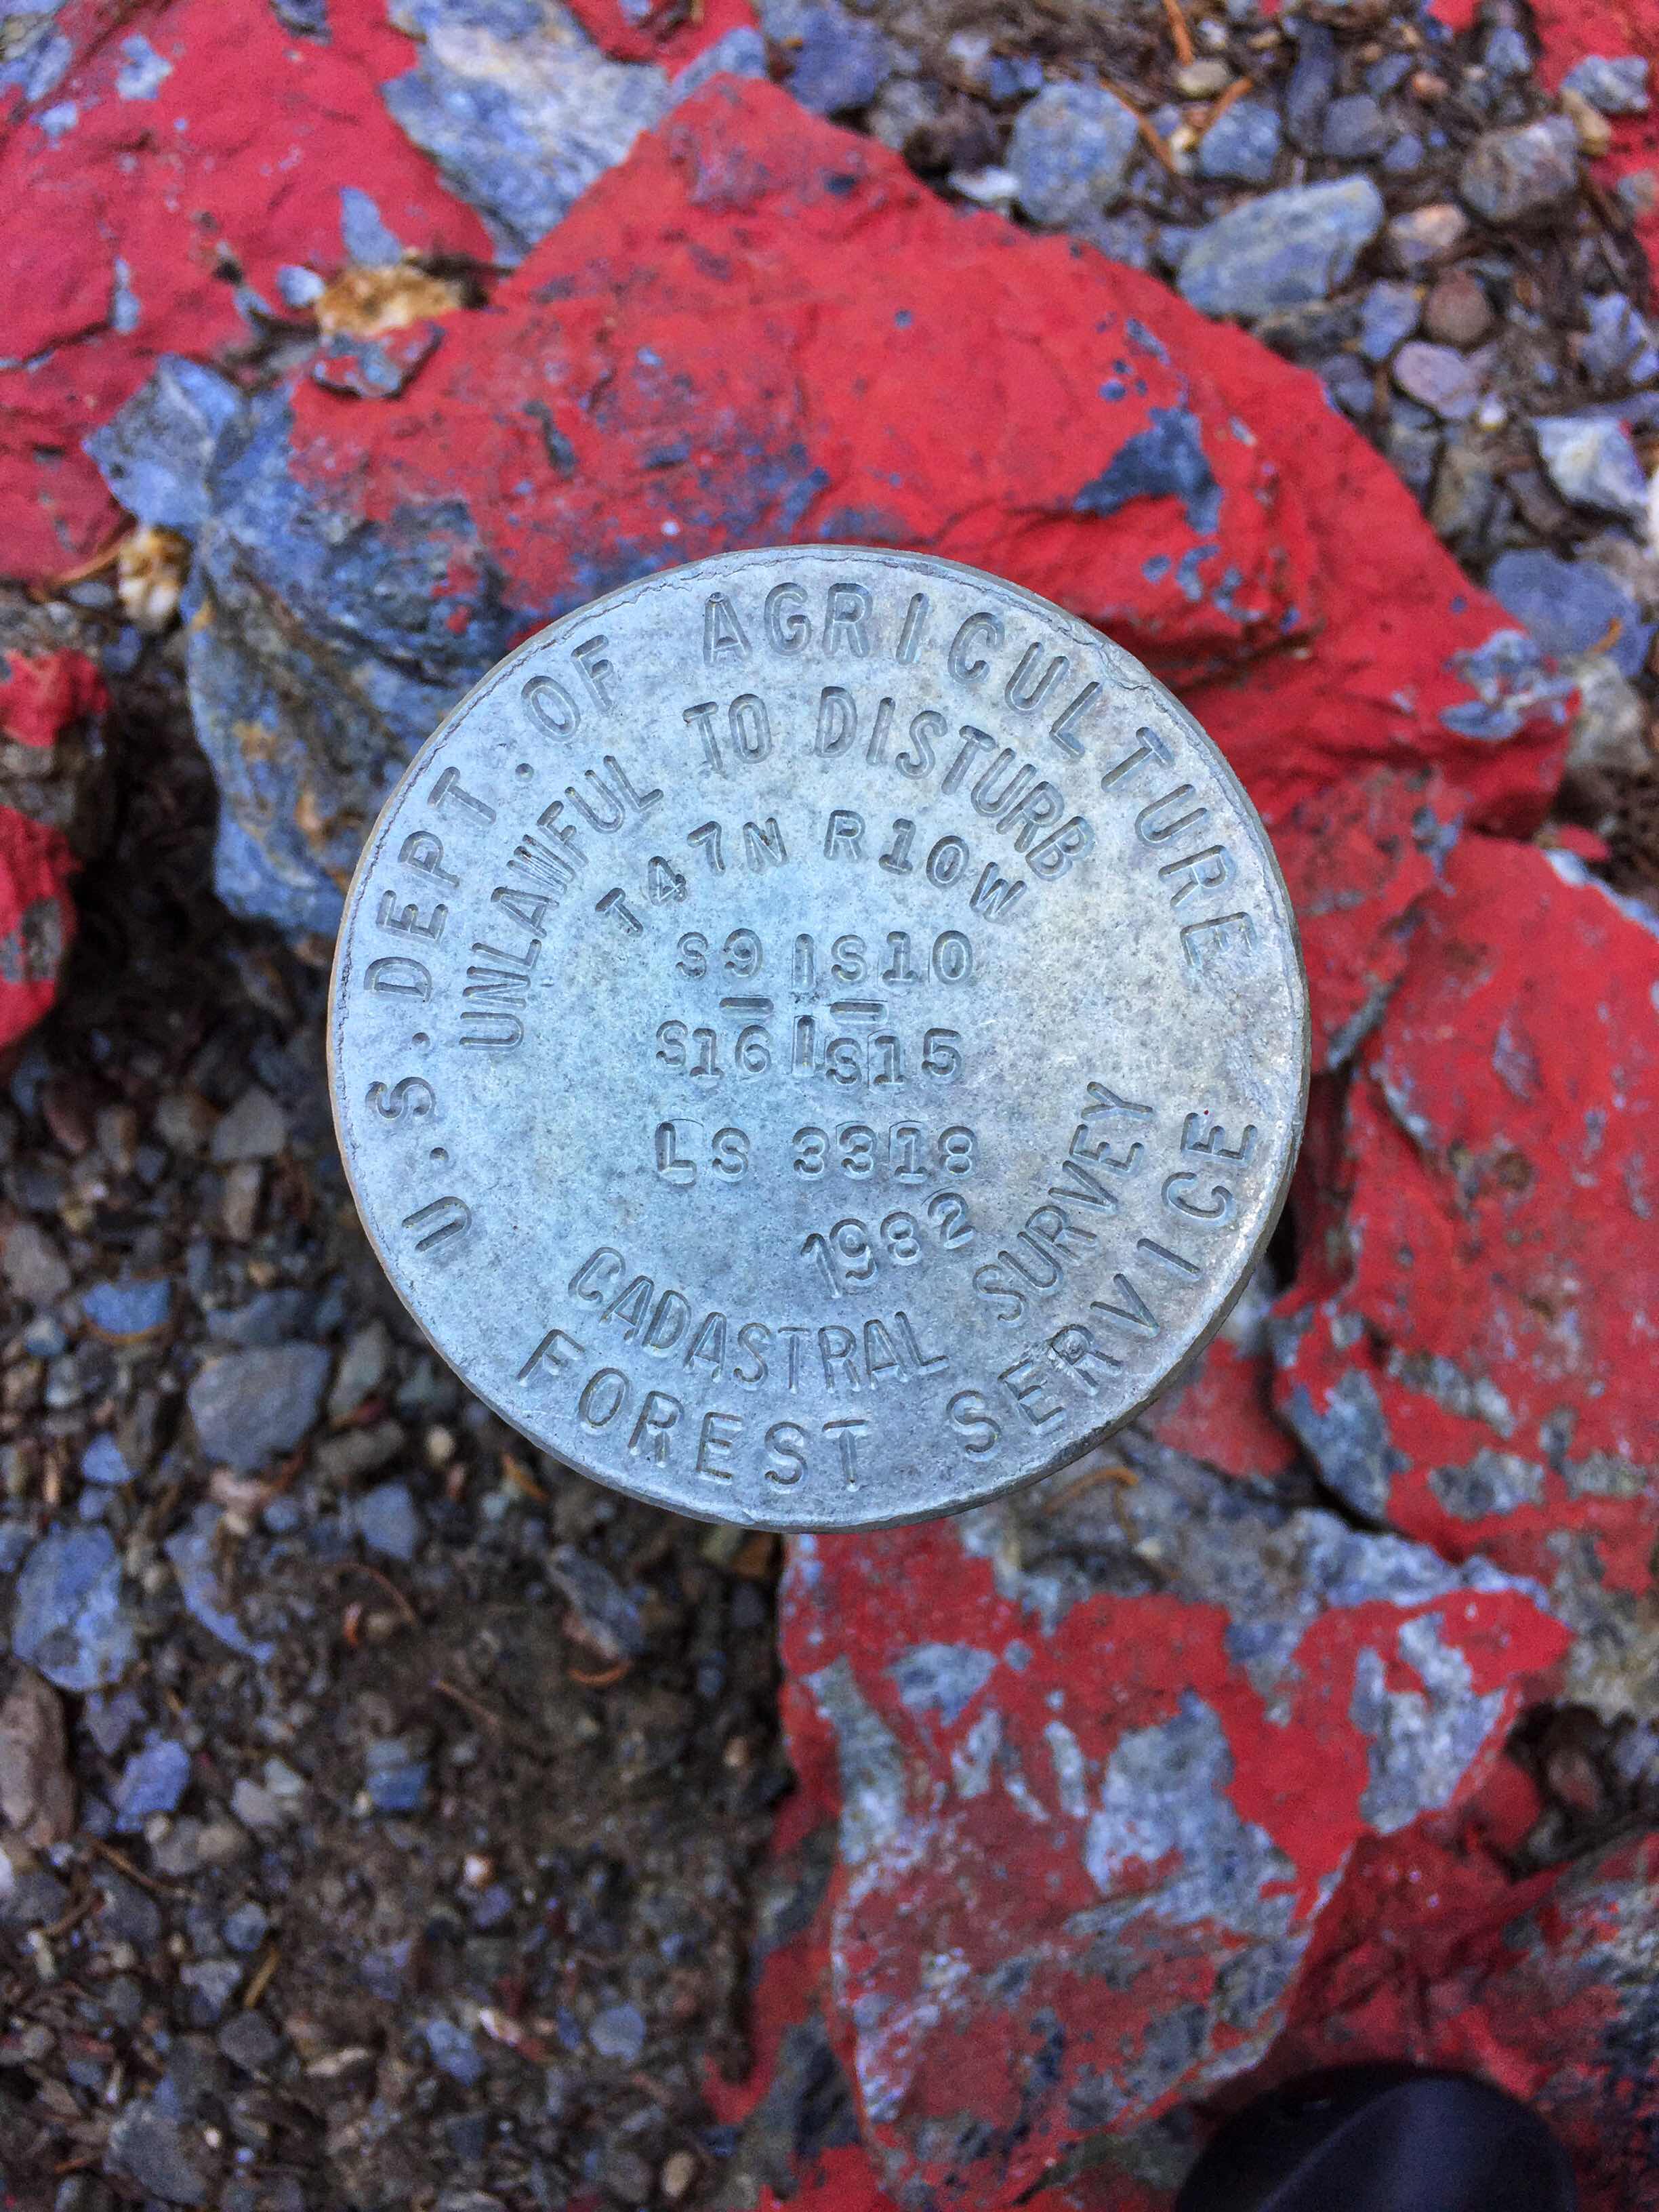 U.S. DEPT. OF AGRICULTURE
UNLAWFUL TO DISTURB
T47N R10W
S9 | S10
— | —
S16 | S15
LS 3318
1982
CADASTRAL SURVEY
FOREST SERVICE